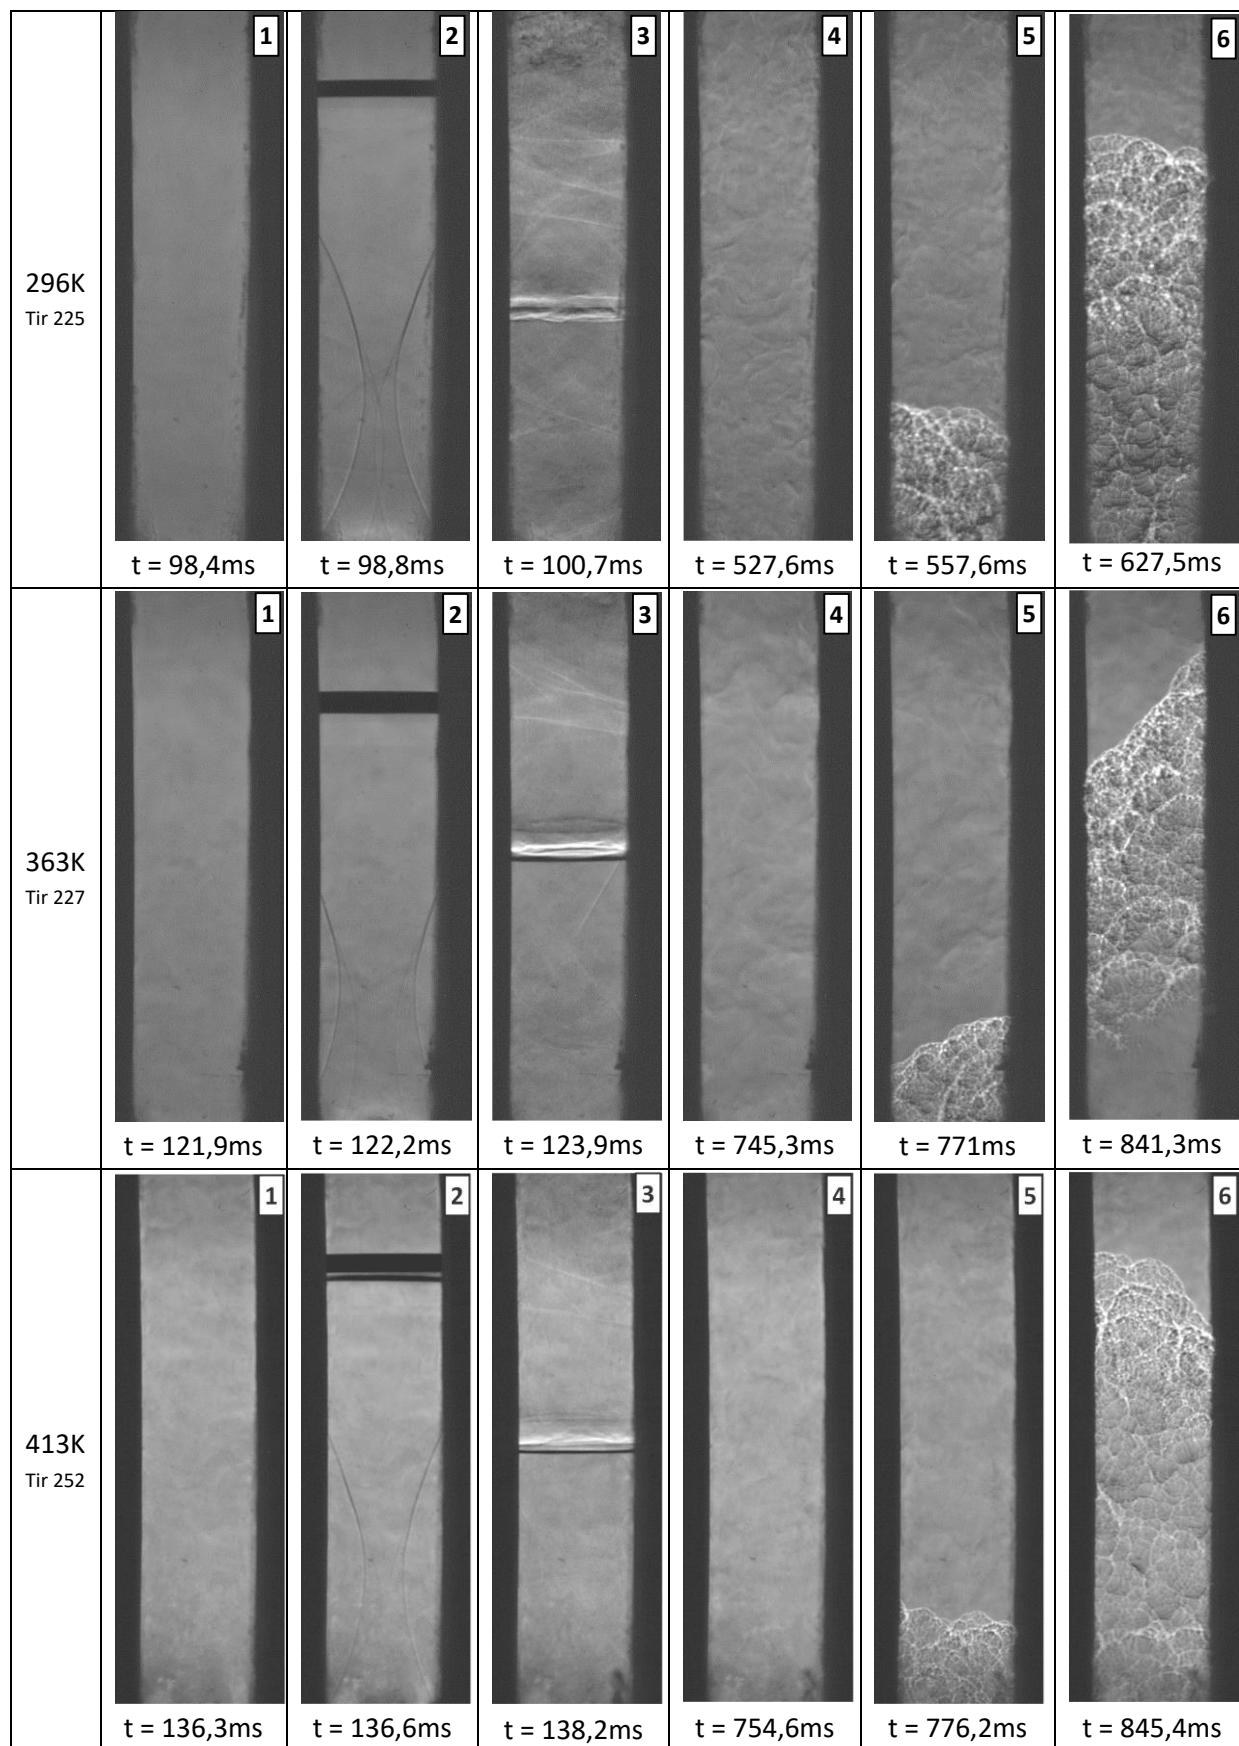 1 2 3 4 5 6
296K
Tir 225
t = 98,4ms t = 98,8ms t = 100,7ms t = 527,6ms t = 557,6ms t = 627,5ms
1 2 3 4 5 6
363K
Tir 227
t = 121,9ms t = 122,2ms t = 123,9ms t = 745,3ms t = 771ms t = 841,3ms
1 2 3 4 5 6
413K
Tir 252
t = 136,3ms t = 136,6ms t = 138,2ms t = 754,6ms t = 776,2ms t = 845,4ms